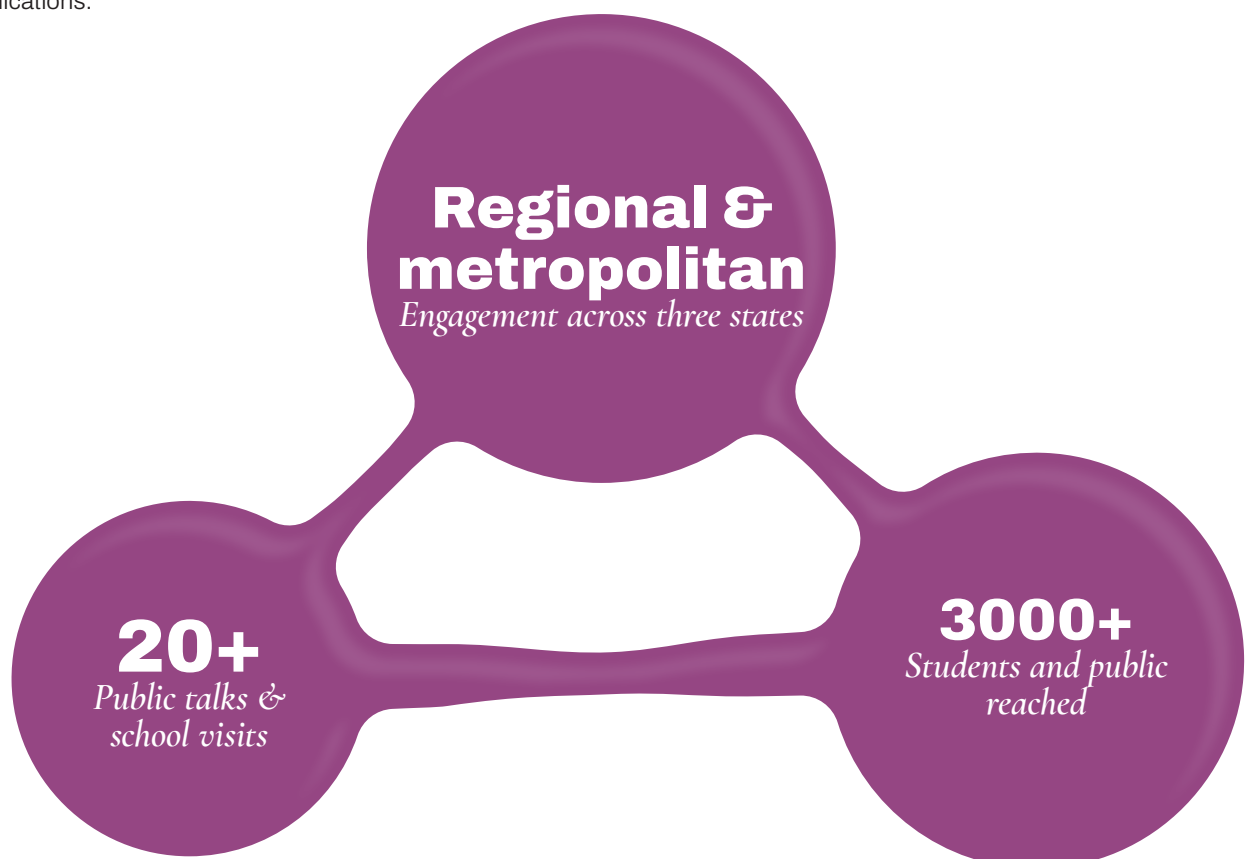 Regional &
metropolitan
Engagement across three states
20+
Public talks &
school visits
3000+
Students and public
reached